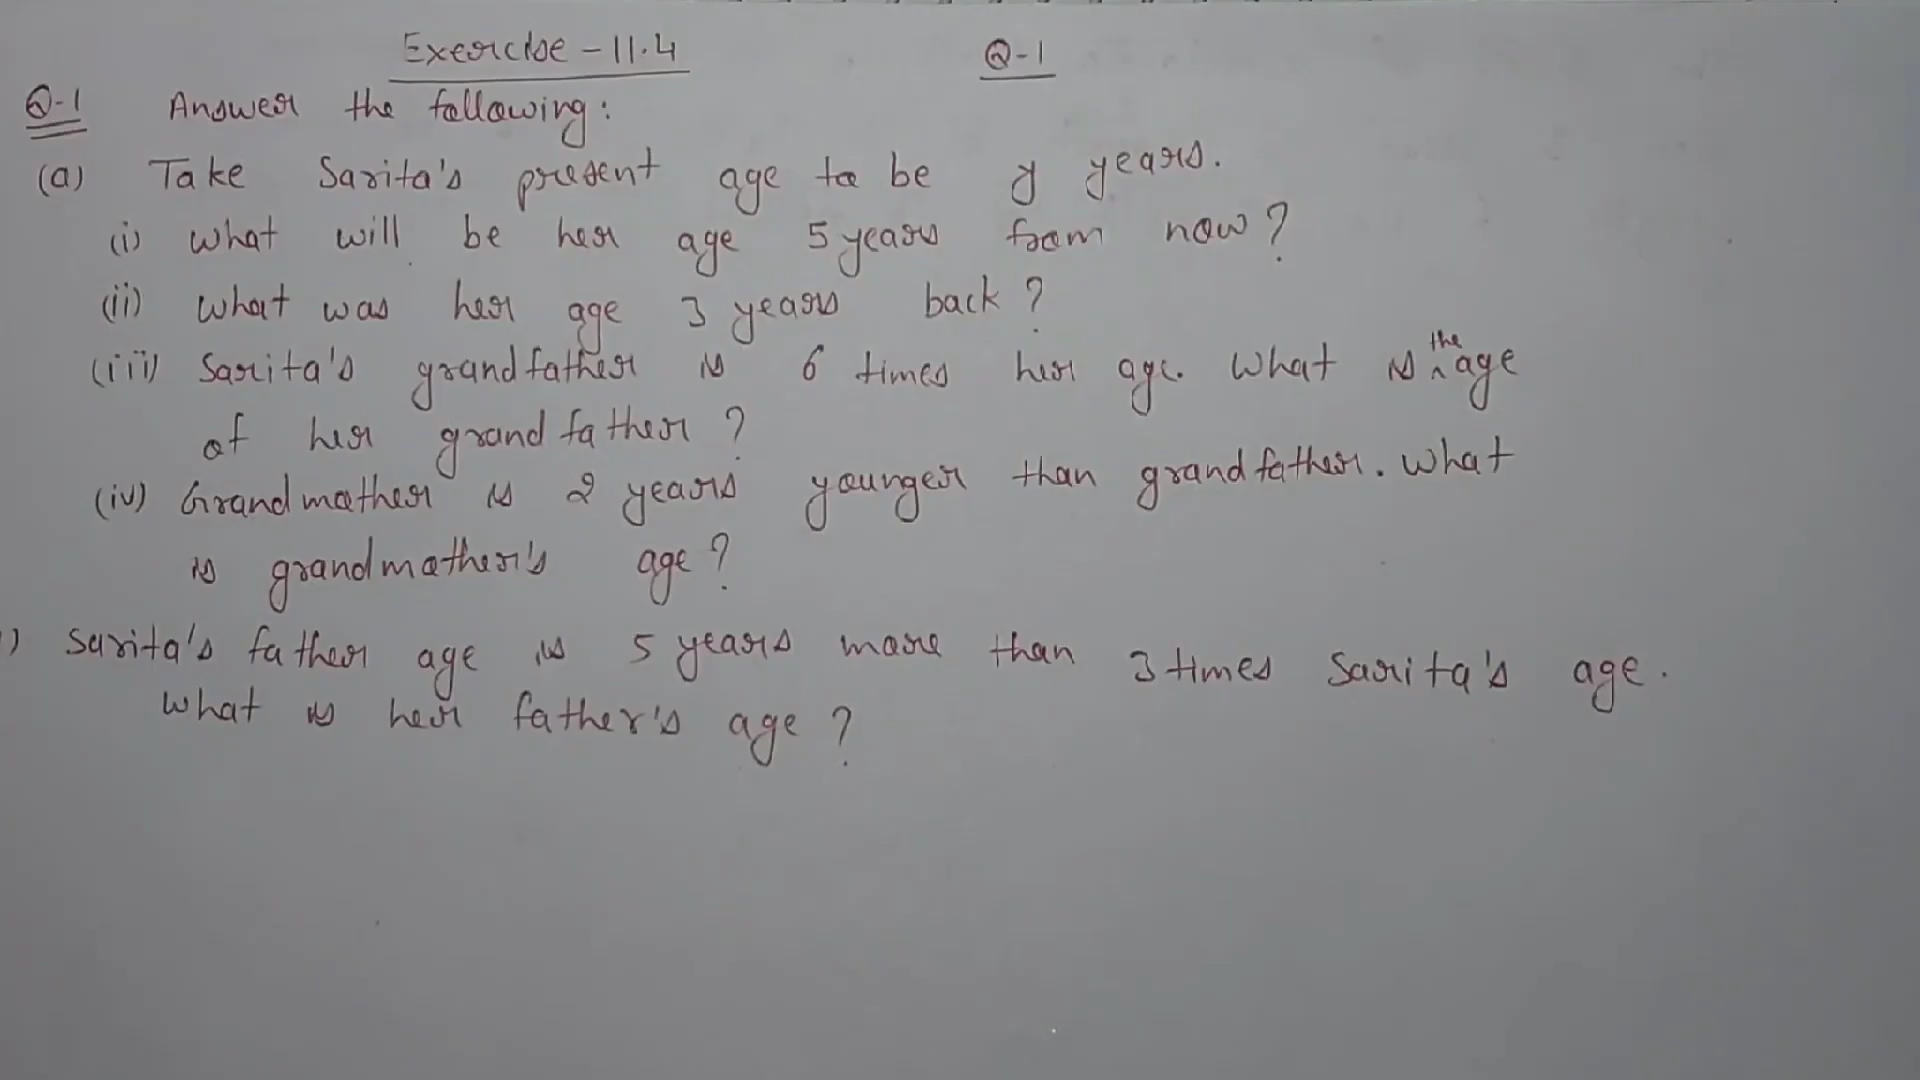 Exercise - 11.4
Q-1
Q-1 Answer the following:
(a) Take Sarita's present age to be y years.
(i) what will be her age 5 years from now?
(ii) what was her age 3 years back?
(iii) Sarita's grandfather is 6 times her age. What is ^the age
of her grandfather?
(iv) Grandmother is 2 years younger than grandfather. What
is grandmother's age?
) Sarita's father age is 5 years more than 3 times Sarita's age.
What is her father's age?